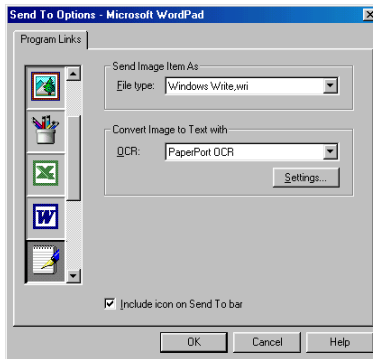 Send To Options - Microsoft WordPad
Program Links
Send Image Item As
File type: Windows Write,wri
Convert Image to Text with
OCR: PaperPort OCR
Settings...
Include icon on Send To bar
OK Cancel Help